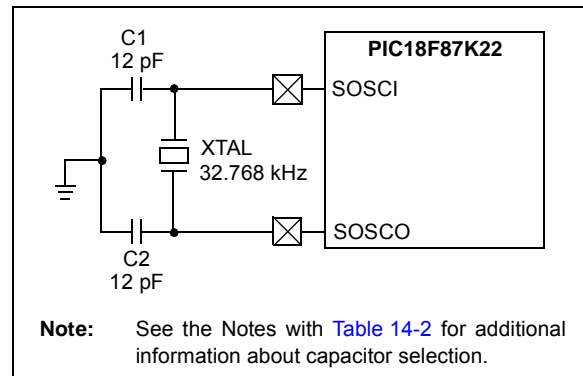 C1
12 pF
PIC18F87K22
SOSCI
XTAL
32.768 kHz
SOSCO
C2
12 pF
Note: See the Notes with Table 14-2 for additional
information about capacitor selection.